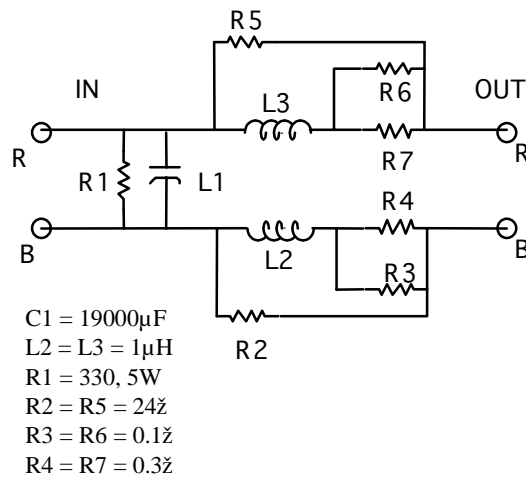 R5
IN
L3
R6
OUT
R
R7
R
R1
L1
R4
B
L2
R3
B
R2
C1 = 19000µF
L2 = L3 = 1µH
R1 = 330, 5W
R2 = R5 = 24ž
R3 = R6 = 0.1ž
R4 = R7 = 0.3ž